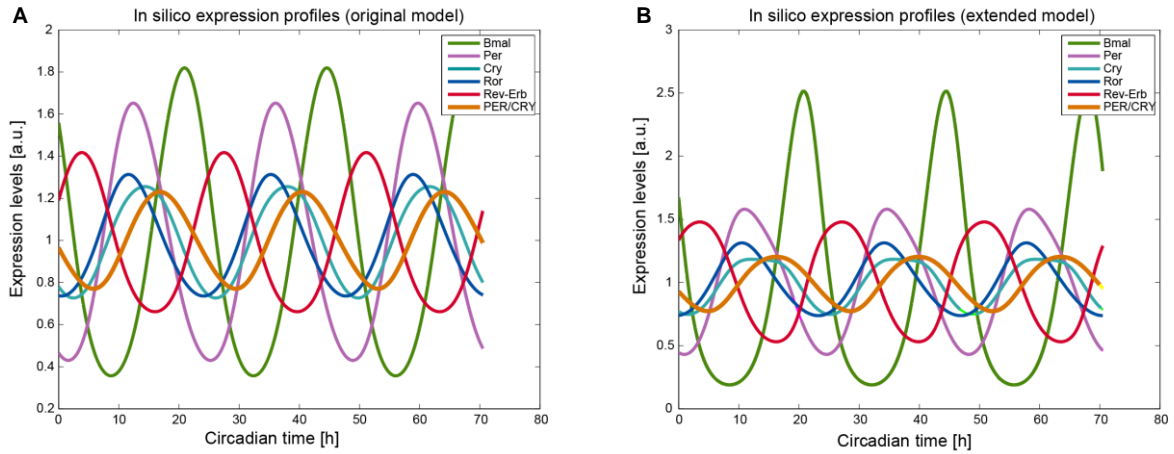 A
In silico expression profiles (original model)
2
1.8
1.6
1.4
1.2
1
0.8
0.6
0.4
0.2
Expression levels [a.u.]
Bmal
Per
Cry
Ror
Rev-Erb
PER/CRY
0
10
20
30
40
50
60
70
80
Circadian time [h]
B
In silico expression profiles (extended model)
3
2.5
2
1.5
1
0.5
0
Expression levels [a.u.]
Bmal
Per
Cry
Ror
Rev-Erb
PER/CRY
0
10
20
30
40
50
60
70
80
Circadian time [h]